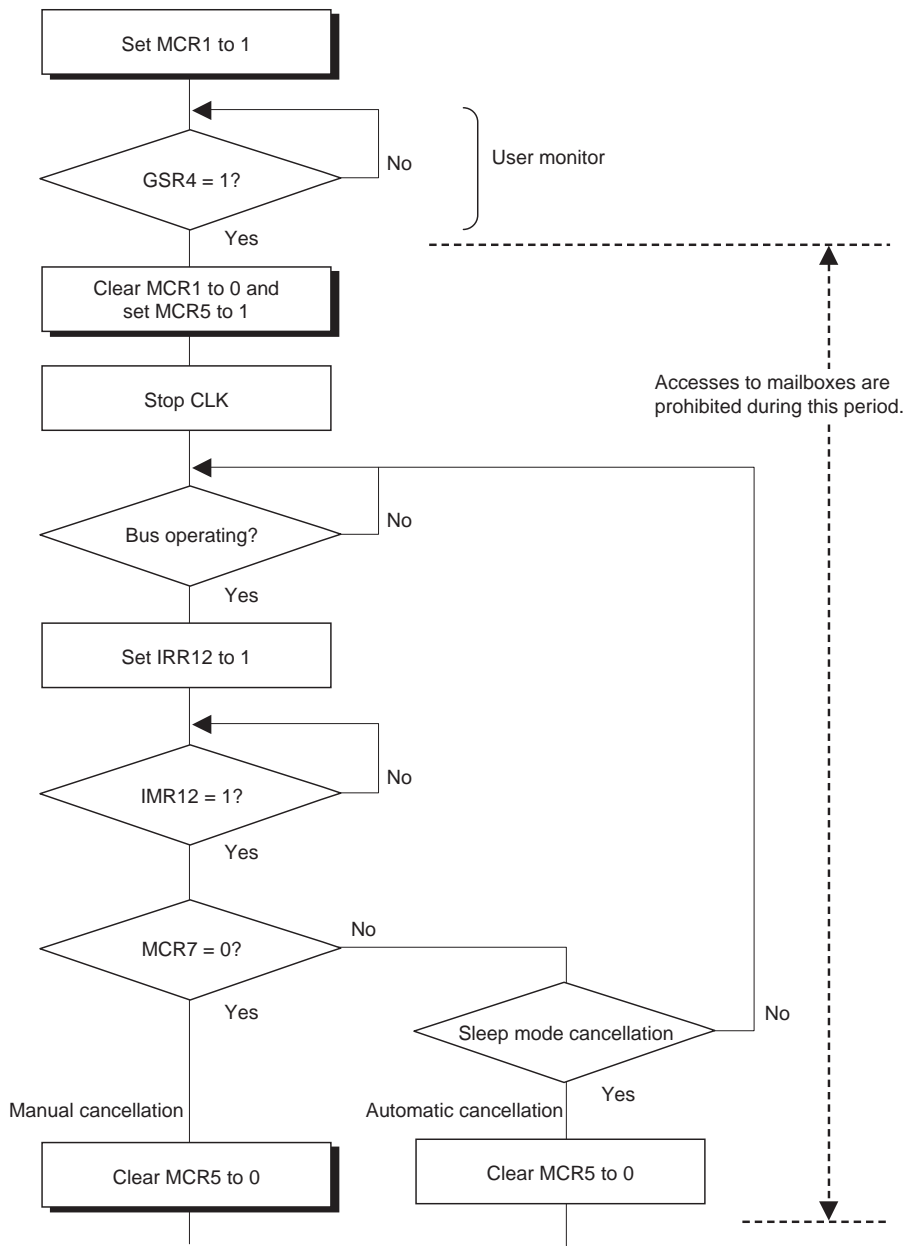 Set MCR1 to 1
No
User monitor
GSR4 = 1?
Yes
Clear MCR1 to 0 and
set MCR5 to 1
Accesses to mailboxes are
prohibited during this period.
Stop CLK
No
Bus operating?
Yes
Set IRR12 to 1
No
IMR12 = 1?
Yes
No
MCR7 = 0?
Yes
No
Sleep mode cancellation
Yes
Manual cancellation
Automatic cancellation
Clear MCR5 to 0
Clear MCR5 to 0